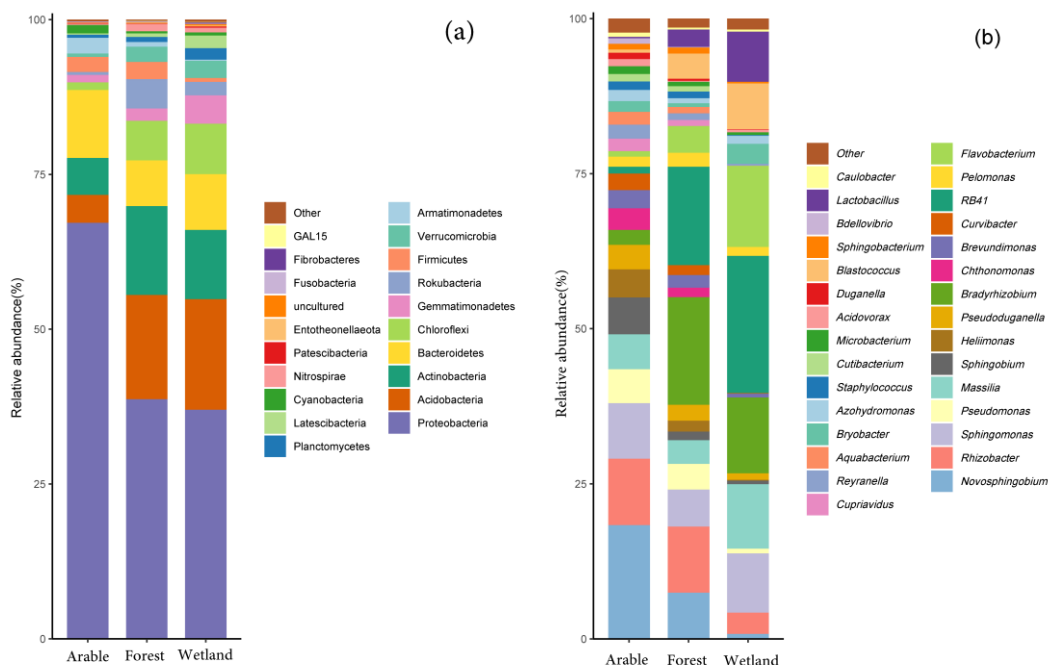 (a)
Relative abundance(%)
100
75
50
25
0
Arable Forest Wetland
Other
GAL15
Fibrobacteres
Fusobacteria
uncultured
Entotheonellaeota
Patescibacteria
Nitrospirae
Cyanobacteria
Latescibacteria
Planctomycetes
Armatimonadetes
Verrucomicrobia
Firmicutes
Rokubacteria
Gemmatimonadetes
Chloroflexi
Bacteroidetes
Actinobacteria
Acidobacteria
Proteobacteria
(b)
Relative abundance(%)
100
75
50
25
0
Arable Forest Wetland
Other
Caulobacter
Lactobacillus
Bdellovibrio
Sphingobacterium
Blastococcus
Duganella
Acidovorax
Microbacterium
Cutibacterium
Staphylococcus
Azohydromonas
Bryobacter
Aquabacterium
Reyranella
Cupriavidus
Flavobacterium
Pelomonas
RB41
Curvibacter
Brevundimonas
Chthonomonas
Bradyrhizobium
Pseudoduganella
Heliimonas
Sphingobium
Massilia
Pseudomonas
Sphingomonas
Rhizobacter
Novosphingobium